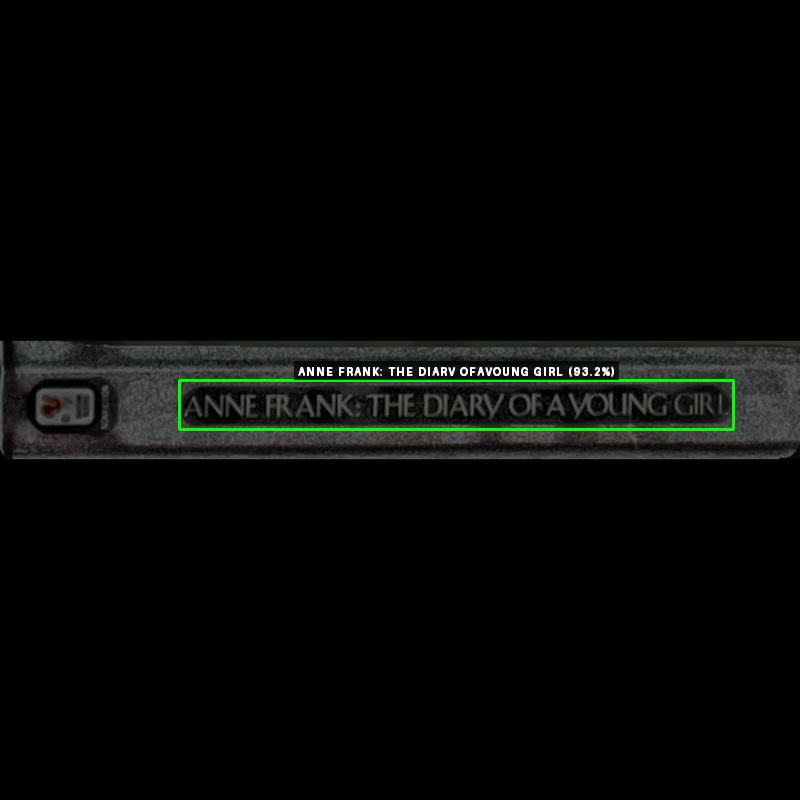 ANNE FRANK: THE DIARV OFAVOUNG GIRL (93.2%)
ANNE FRANK: THE DIARY OF A YOUNG GIRL